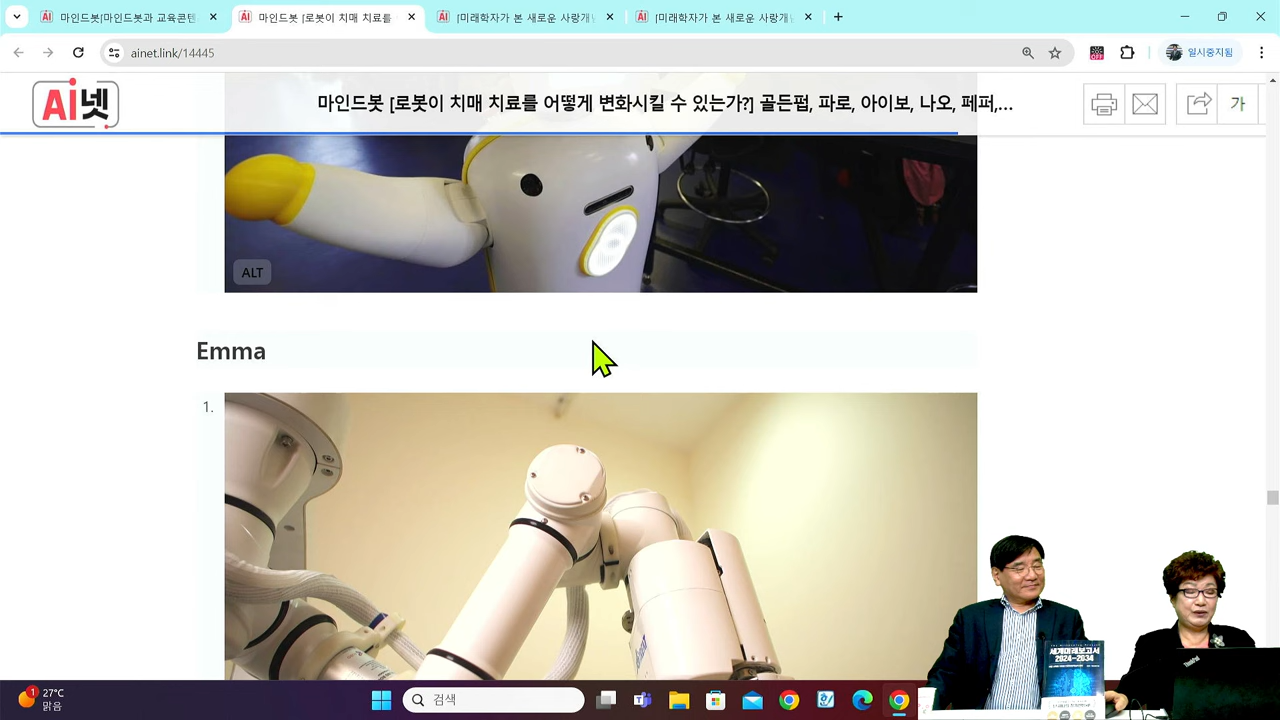 마인드봇[마인드봇과 교육콘텐
마인드봇 [로봇이 치매 치료를
[미래학자가 본 새로운 사랑개
[미래학자가 본 새로운 사랑개
ainet.link/14445
OFF
일시중지됨
Ai넷
마인드봇 [로봇이 치매 치료를 어떻게 변화시킬 수 있는가?] 골든펍, 파로, 아이보, 나오, 페퍼,...
가
ALT
Emma
1.
세계미래보고서
2024-2034
ThinkPad
1
27°C
맑음
검색